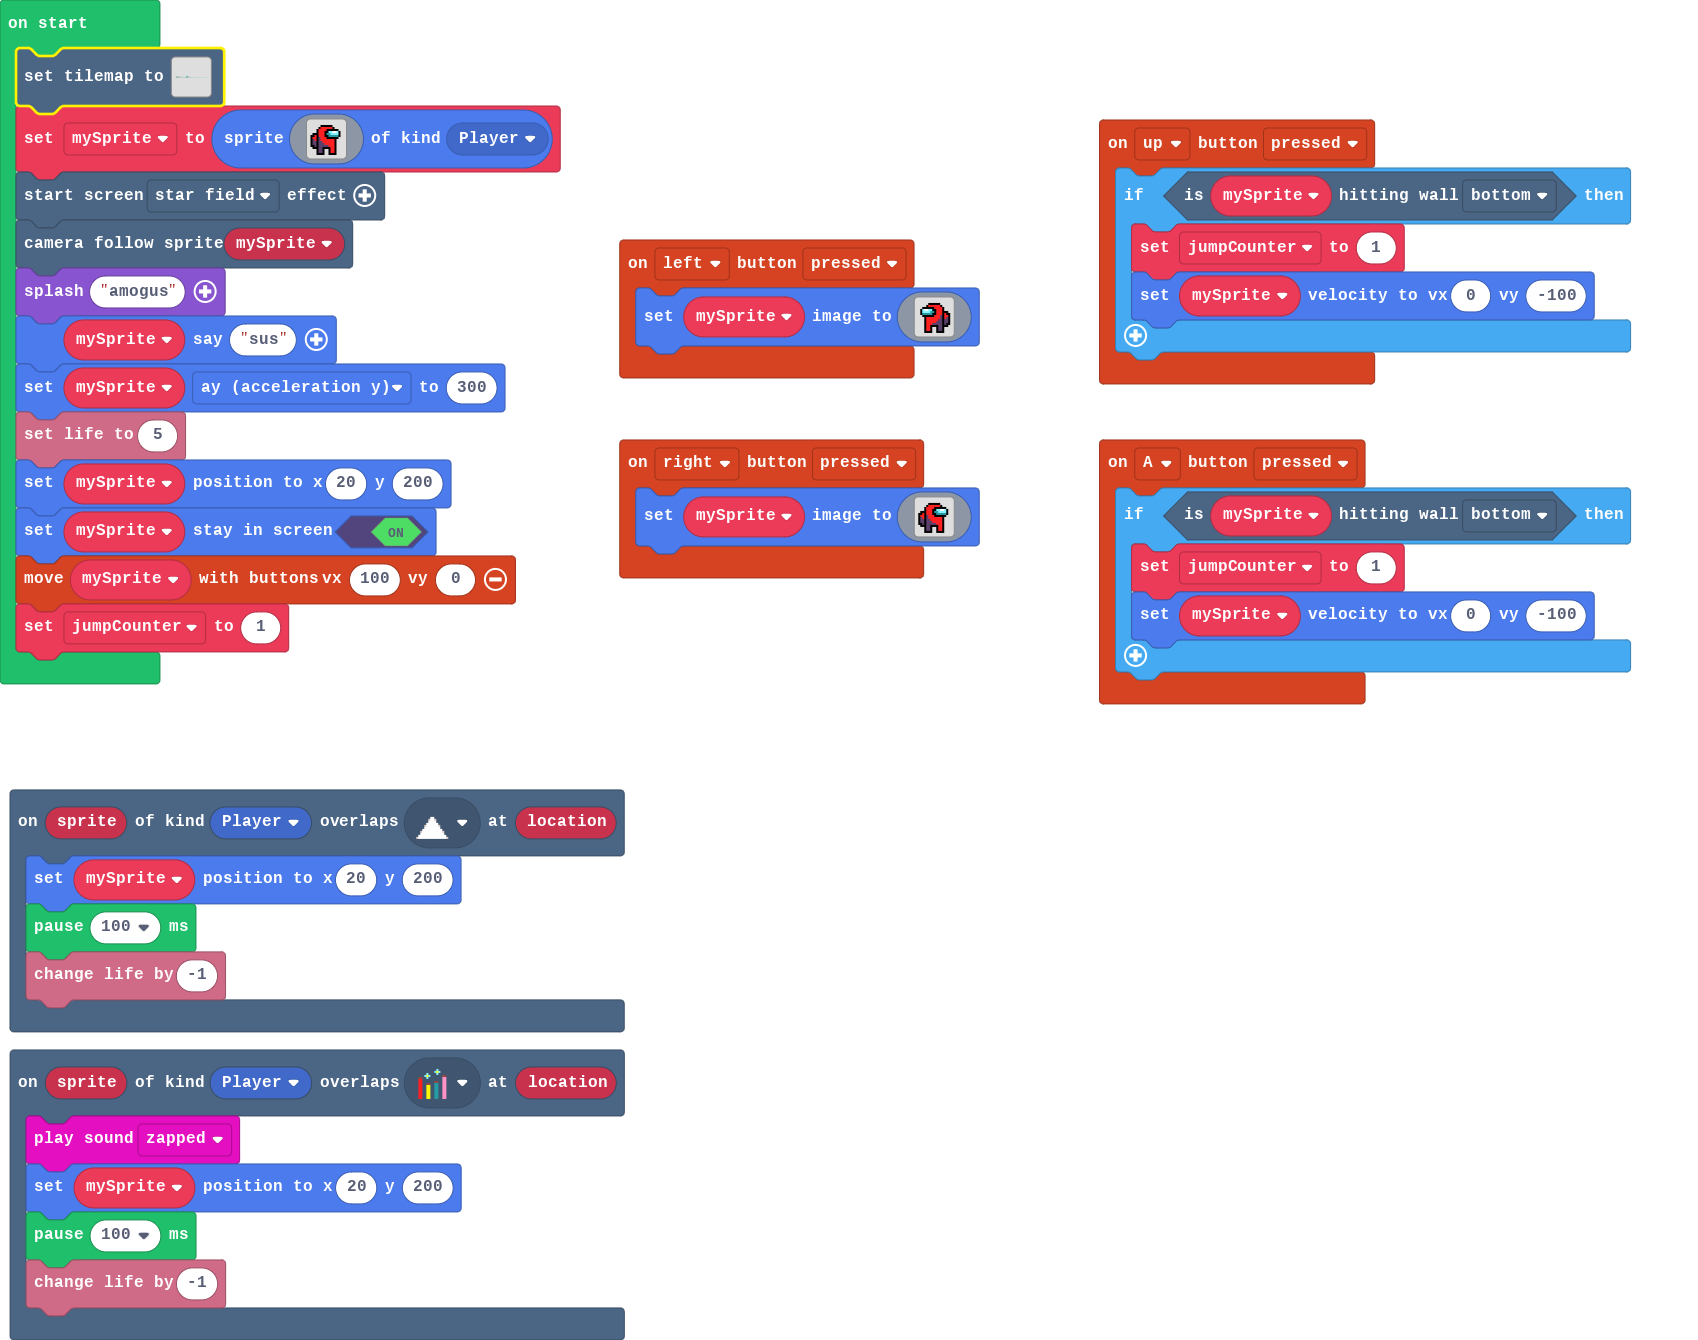 on start
set tilemap to
set mySprite to sprite of kind Player
start screen star field effect
camera follow sprite mySprite
splash "amogus"
mySprite say "sus"
set mySprite ay (acceleration y) to 300
set life to 5
set mySprite position to x 20 y 200
set mySprite stay in screen ON
move mySprite with buttons vx 100 vy 0
set jumpCounter to 1
on left button pressed
set mySprite image to
on right button pressed
set mySprite image to
on up button pressed
if is mySprite hitting wall bottom then
set jumpCounter to 1
set mySprite velocity to vx 0 vy -100
on A button pressed
if is mySprite hitting wall bottom then
set jumpCounter to 1
set mySprite velocity to vx 0 vy -100
on sprite of kind Player overlaps at location
set mySprite position to x 20 y 200
pause 100 ms
change life by -1
on sprite of kind Player overlaps at location
play sound zapped
set mySprite position to x 20 y 200
pause 100 ms
change life by -1